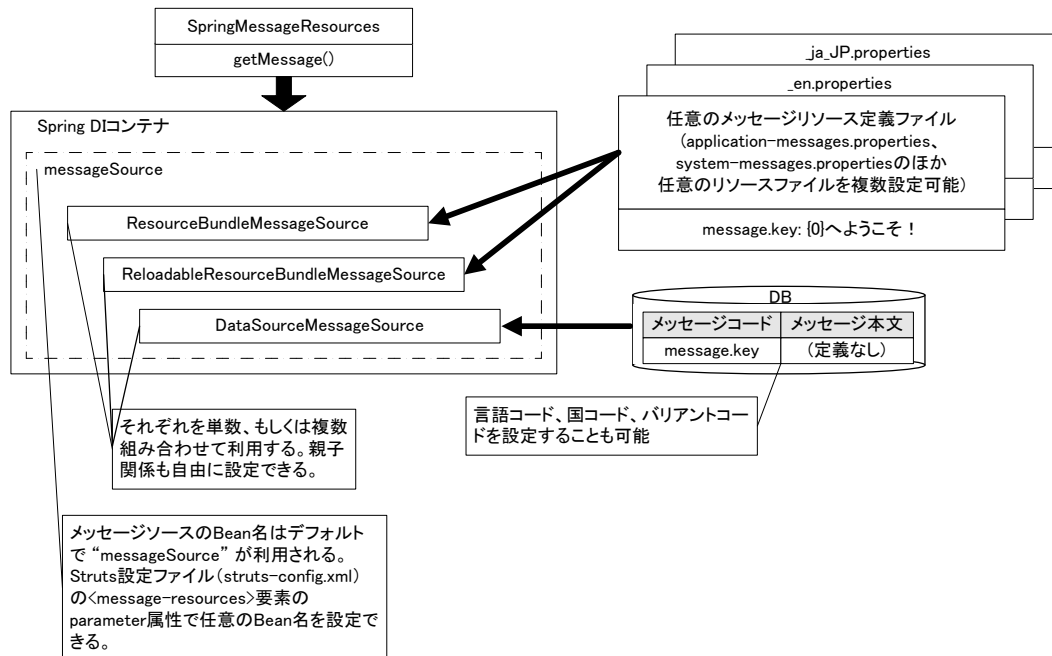 SpringMessageResources
getMessage()
_ja_JP.properties
_en.properties
任意のメッセージリソース定義ファイル
(application-messages.properties、
system-messages.propertiesのほか
任意のリソースファイルを複数設定可能)
message.key: {0}へようこそ！
Spring DIコンテナ
messageSource
ResourceBundleMessageSource
ReloadableResourceBundleMessageSource
DataSourceMessageSource
DB
メッセージコード メッセージ本文
message.key (定義なし)
言語コード、国コード、バリアントコー
ドを設定することも可能
それぞれを単数、もしくは複数
組み合わせて利用する。親子
関係も自由に設定できる。
メッセージソースのBean名はデフォルト
で “messageSource” が利用される。
Struts設定ファイル(struts-config.xml)
の<message-resources>要素の
parameter属性で任意のBean名を設定で
きる。